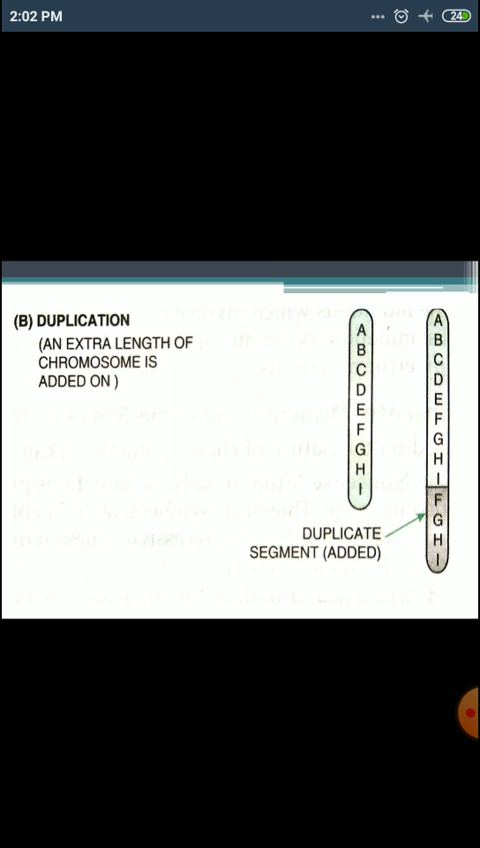 2:02 PM
24
(B) DUPLICATION
(AN EXTRA LENGTH OF
CHROMOSOME IS
ADDED ON )
A
B
C
D
E
F
G
H
I
A
B
C
D
E
F
G
H
I
F
G
H
I
DUPLICATE
SEGMENT (ADDED)